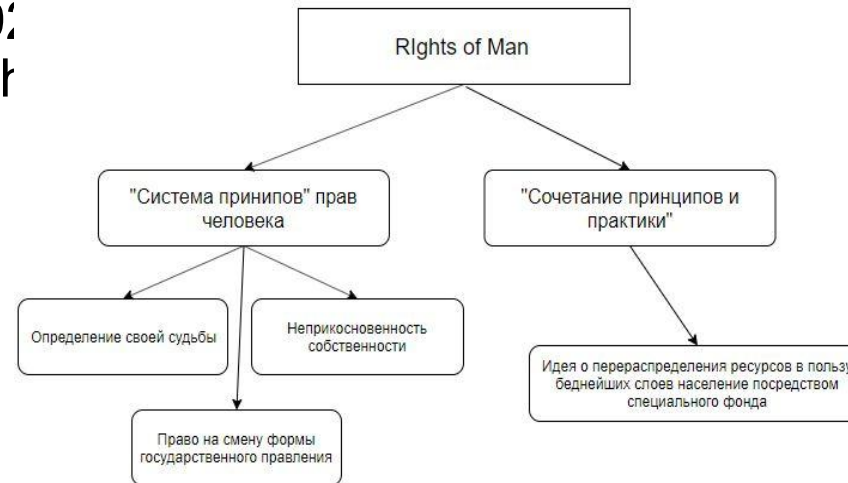 RIghts of Man
"Система принипов" прав
человека
"Сочетание принципов и
практики"
Определение своей судьбы
Неприкосновенность
собственности
Право на смену формы
государственного правления
Идея о перераспределения ресурсов в пользу
беднейших слоев население посредством
специального фонда